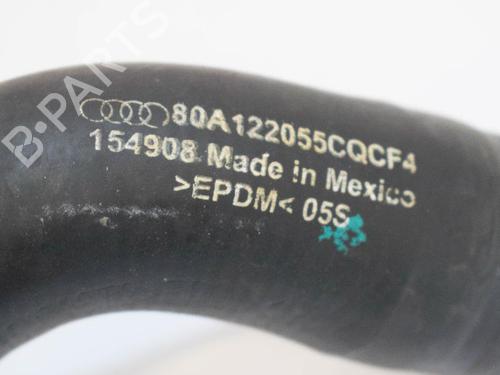 80A122055CQCF4
154908 Made in Mexico
>EPDM< 05S
B-PARTS